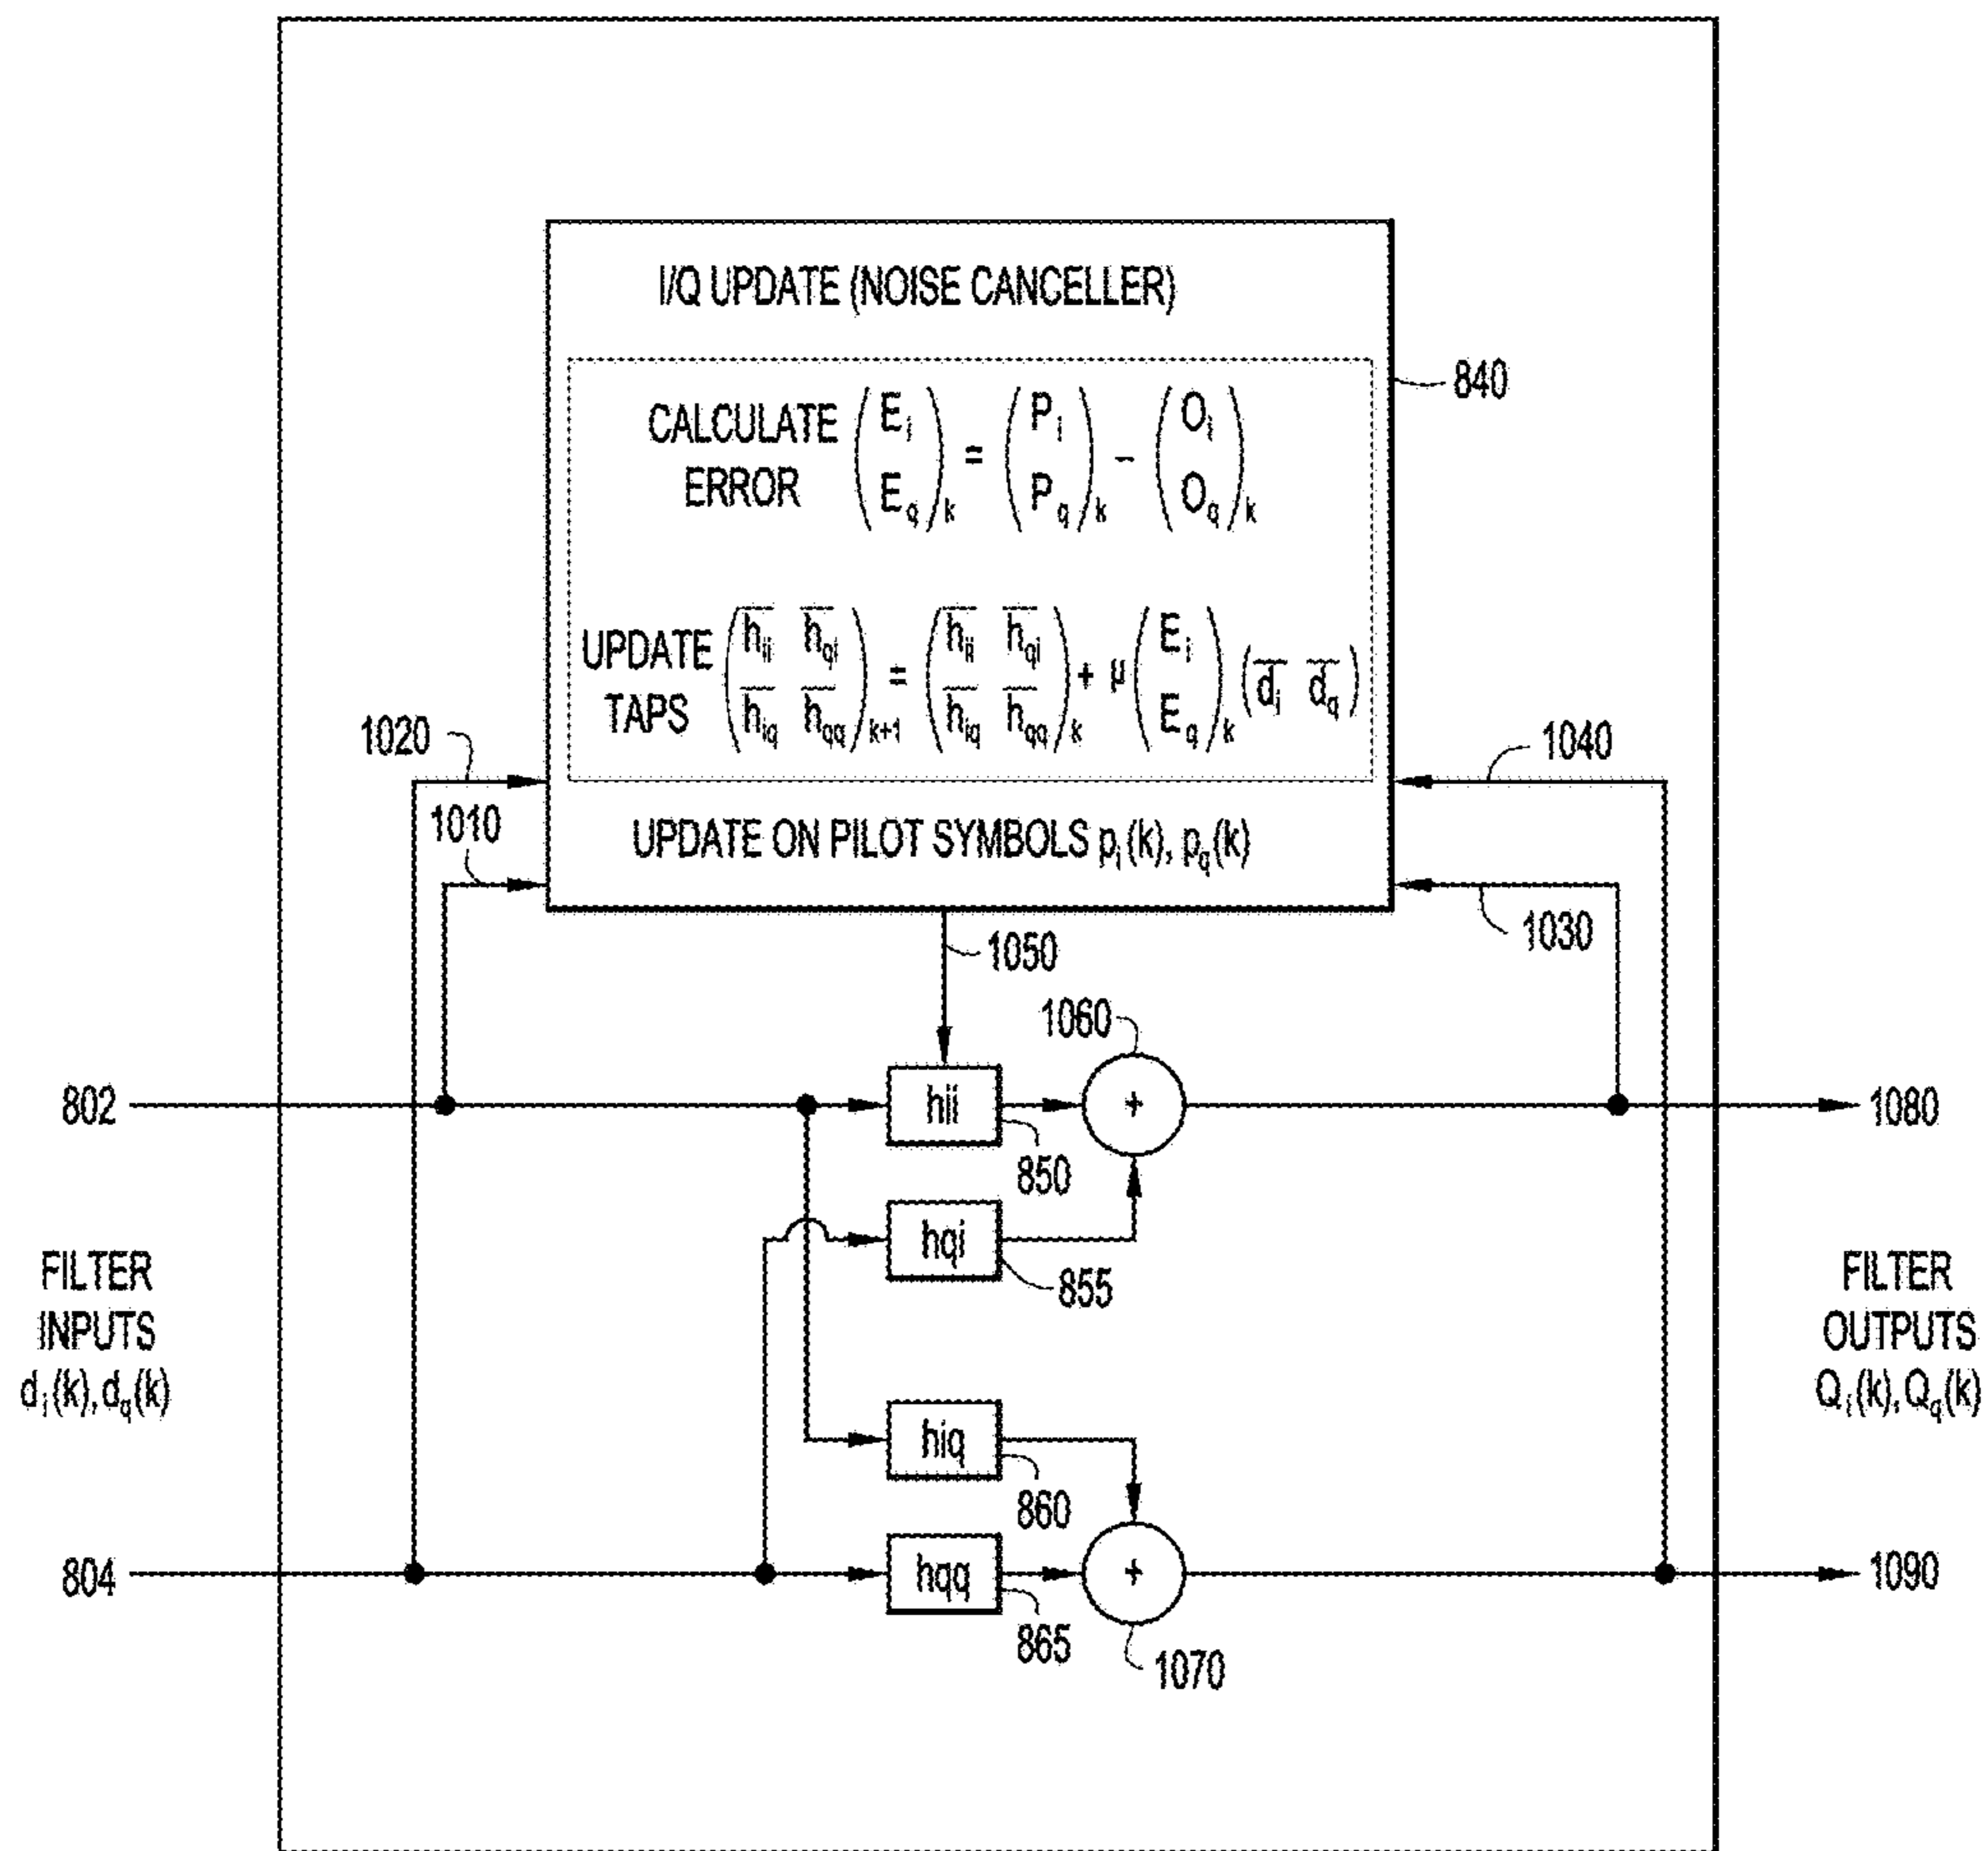 I/Q UPDATE (NOISE CANCELLER)
840
CALCULATE ERROR (E_i E_q)_k = (P_i P_q)_k − (O_i O_q)_k
UPDATE TAPS (h_ii h_qi h_iq h_qq)_k+1 = (h_ii h_qi h_iq h_qq)_k + μ (E_i E_q)_k (d_i d_q)
1020
1040
1010
UPDATE ON PILOT SYMBOLS p_i(k), p_q(k)
1030
1050
1060
802
hii
+
1080
850
hqi
855
FILTER
INPUTS
d_i(k), d_q(k)
FILTER
OUTPUTS
Q_i(k), Q_q(k)
hiq
860
804
hqq
+
1090
865
1070